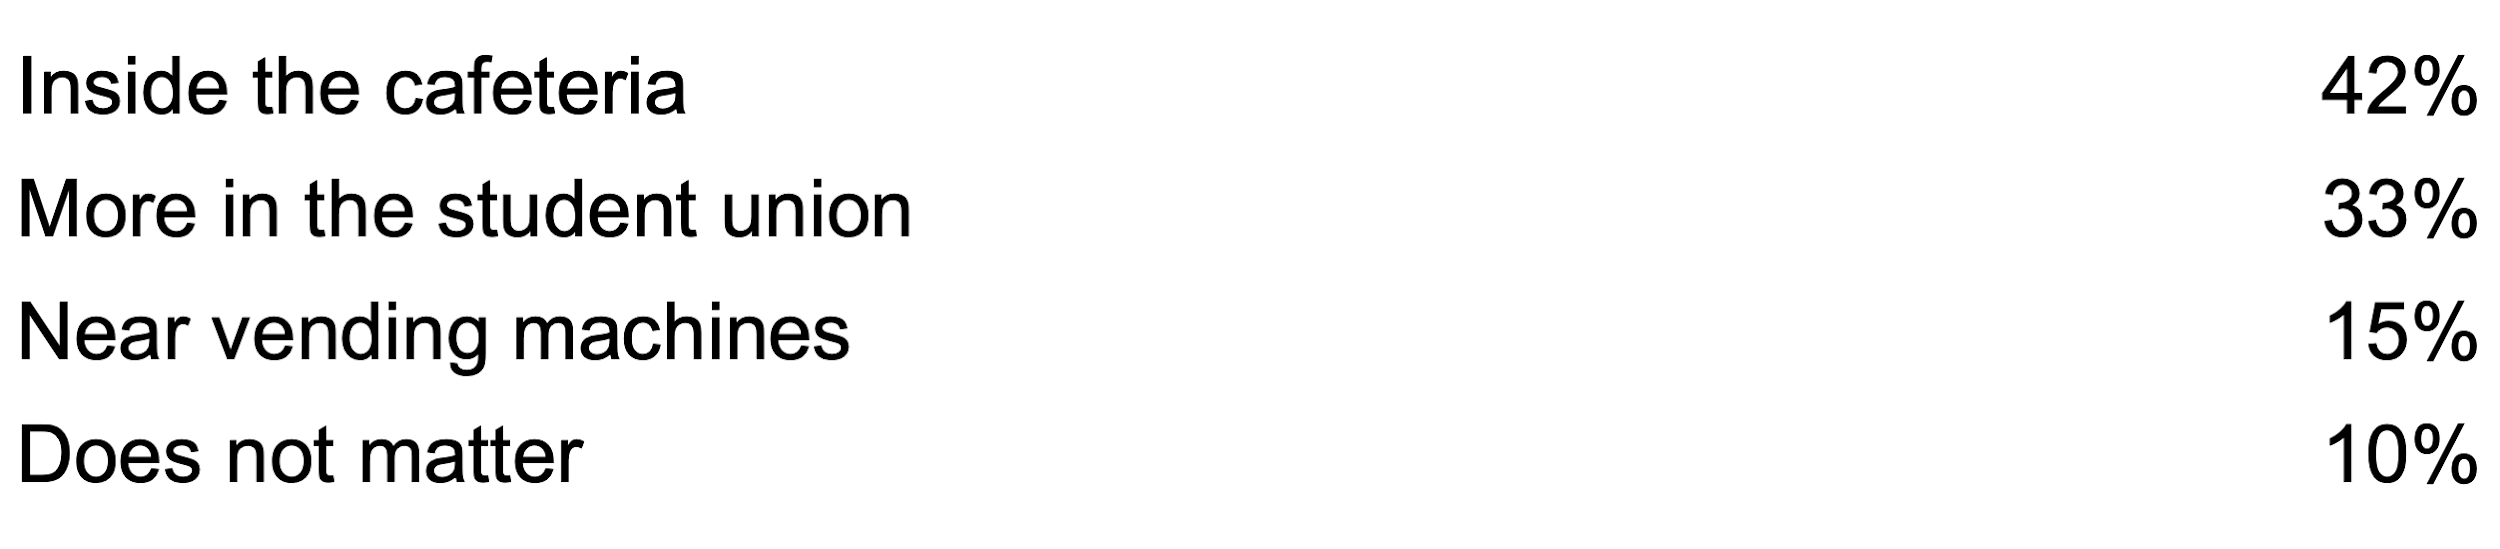 Inside the cafeteria 42%
More in the student union 33%
Near vending machines 15%
Does not matter 10%